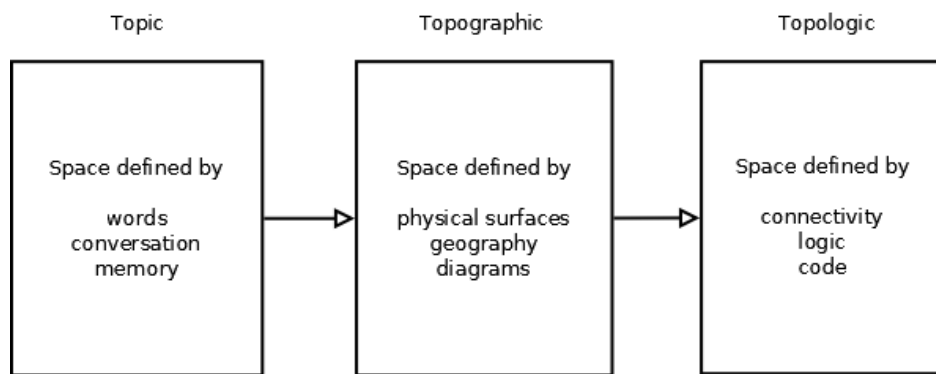 Topic
Topographic
Topologic
Space defined by
words
conversation
memory
Space defined by
physical surfaces
geography
diagrams
Space defined by
connectivity
logic
code